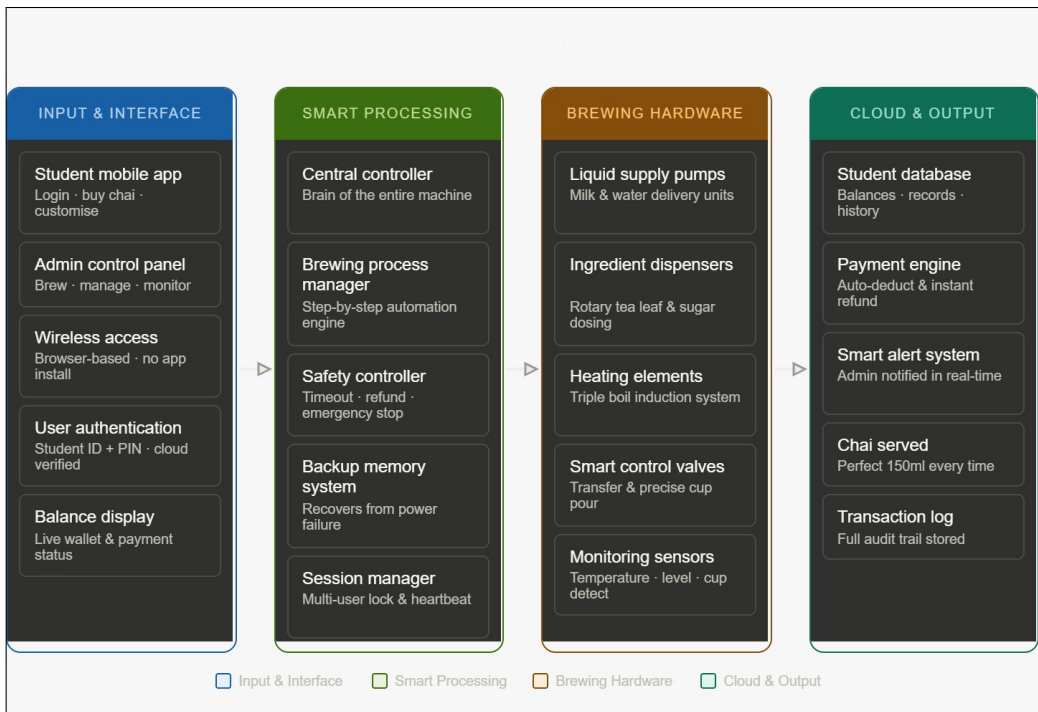 INPUT & INTERFACE
Student mobile app
Login · buy chai ·
customise
Admin control panel
Brew · manage · monitor
Wireless access
Browser-based · no app
install
User authentication
Student ID + PIN · cloud
verified
Balance display
Live wallet & payment
status
SMART PROCESSING
Central controller
Brain of the entire machine
Brewing process
manager
Step-by-step automation
engine
Safety controller
Timeout · refund ·
emergency stop
Backup memory
system
Recovers from power
failure
Session manager
Multi-user lock & heartbeat
BREWING HARDWARE
Liquid supply pumps
Milk & water delivery units
Ingredient dispensers
Rotary tea leaf & sugar
dosing
Heating elements
Triple boil induction system
Smart control valves
Transfer & precise cup
pour
Monitoring sensors
Temperature · level · cup
detect
CLOUD & OUTPUT
Student database
Balances · records ·
history
Payment engine
Auto-deduct & instant
refund
Smart alert system
Admin notified in real-time
Chai served
Perfect 150ml every time
Transaction log
Full audit trail stored
Input & Interface
Smart Processing
Brewing Hardware
Cloud & Output